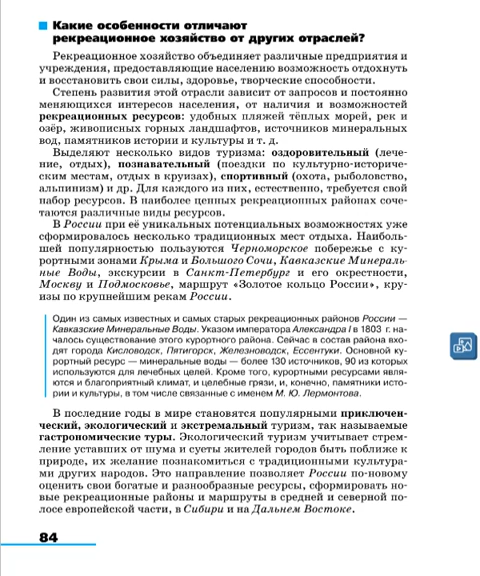 Какие особенности отличают
рекреационное хозяйство от других отраслей?
Рекреационное хозяйство объединяет различные предприятия и
учреждения, предоставляющие населению возможность отдохнуть
и восстановить свои силы, здоровье, творческие способности.
Степень развития этой отрасли зависит от запросов и постоянно
меняющихся интересов населения, от наличия и возможностей
рекреационных ресурсов: удобных пляжей тёплых морей, рек и
озёр, живописных горных ландшафтов, источников минеральных
вод, памятников истории и культуры и т. д.
Выделяют несколько видов туризма: оздоровительный (лече-
ние, отдых), познавательный (поездки по культурно-историче-
ским местам, отдых в круизах), спортивный (охота, рыболовство,
альпинизм) и др. Для каждого из них, естественно, требуется свой
набор ресурсов. В наиболее ценных рекреационных районах соче-
таются различные виды ресурсов.
В России при её уникальных потенциальных возможностях уже
сформировалось несколько традиционных мест отдыха. Наиболь-
шей популярностью пользуются Черноморское побережье с ку-
рортными зонами Крыма и Большого Сочи, Кавказские Минераль-
ные Воды, экскурсии в Санкт-Петербург и его окрестности,
Москву и Подмосковье, маршрут «Золотое кольцо России», кру-
изы по крупнейшим рекам России.
Один из самых известных и самых старых рекреационных районов России —
Кавказские Минеральные Воды. Указом императора Александра I в 1803 г. на-
чалось существование этого курортного района. Сейчас в состав района вхо-
дят города Кисловодск, Пятигорск, Железноводск, Ессентуки. Основной ку-
рортный ресурс — минеральные воды — более 130 источников, 90 из которых
используются для лечебных целей. Кроме того, курортными ресурсами явля-
ются и благоприятный климат, и целебные грязи, и, конечно, памятники исто-
рии и культуры, в том числе связанные с именем М. Ю. Лермонтова.
В последние годы в мире становятся популярными приключен-
ческий, экологический и экстремальный туризм, так называемые
гастрономические туры. Экологический туризм учитывает стрем-
ление уставших от шума и суеты жителей городов быть поближе к
природе, их желание познакомиться с традиционными культура-
ми других народов. Это направление позволяет России по-новому
оценить свои богатые и разнообразные ресурсы, сформировать но-
вые рекреационные районы и маршруты в средней и северной по-
лосе европейской части, в Сибири и на Дальнем Востоке.
84